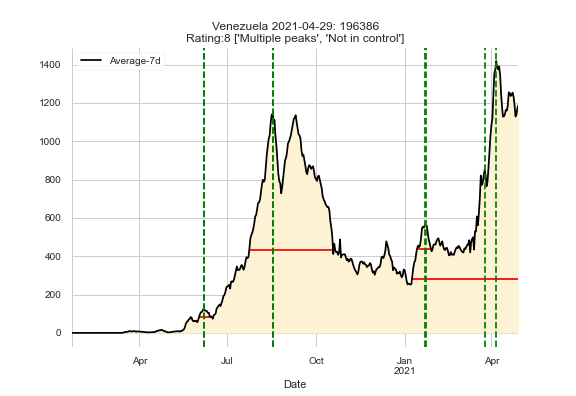 Venezuela 2021-04-29: 196386
Rating:8 ['Multiple peaks', 'Not in control']
Average-7d
1400
1200
1000
800
600
400
200
0
Apr
Jul
Oct
Jan
2021
Apr
Date